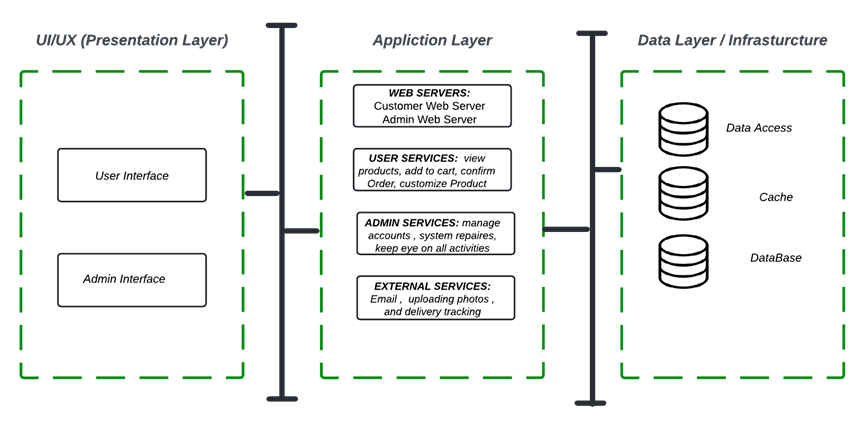 UI/UX (Presentation Layer)
Appliction Layer
Data Layer / Infrasturcture
User Interface
Admin Interface
WEB SERVERS:
Customer Web Server
Admin Web Server
USER SERVICES: view
products, add to cart, confirm
Order, customize Product
ADMIN SERVICES: manage
accounts , system repaires,
keep eye on all activities
EXTERNAL SERVICES:
Email , uploading photos ,
and delivery tracking
Data Access
Cache
DataBase